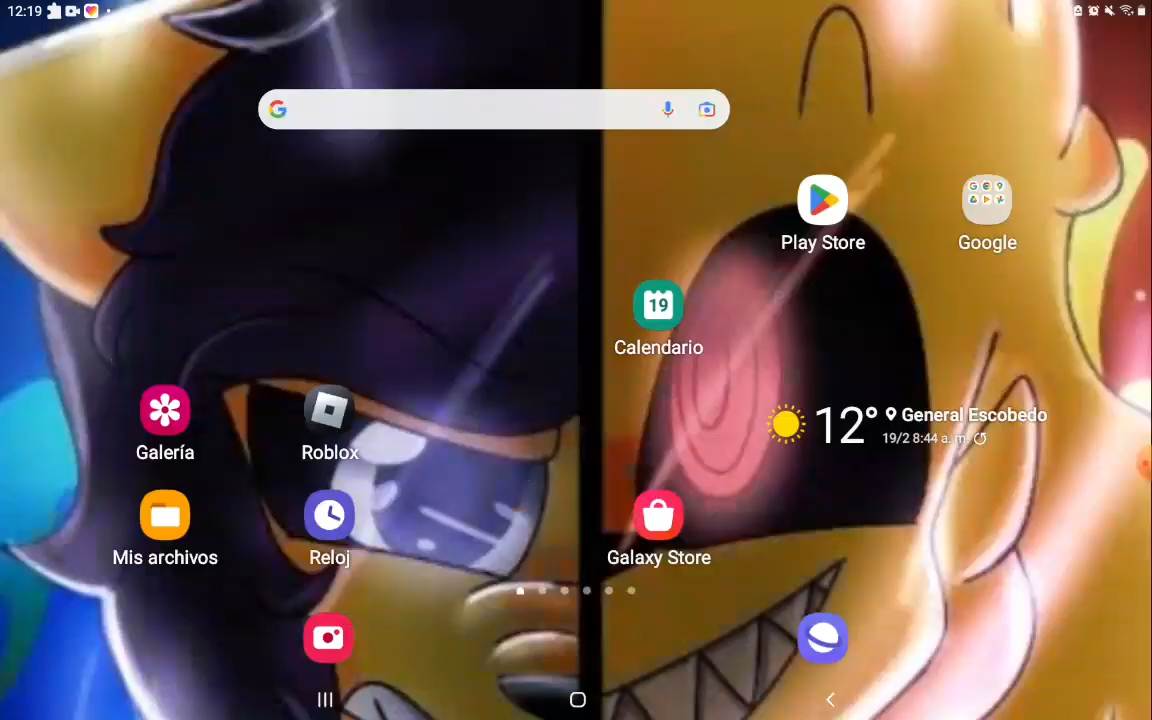 12:19
Play Store
Google
19
Calendario
Galería
Roblox
12° General Escobedo
19/2 8:44 a. m.
Mis archivos
Reloj
Galaxy Store